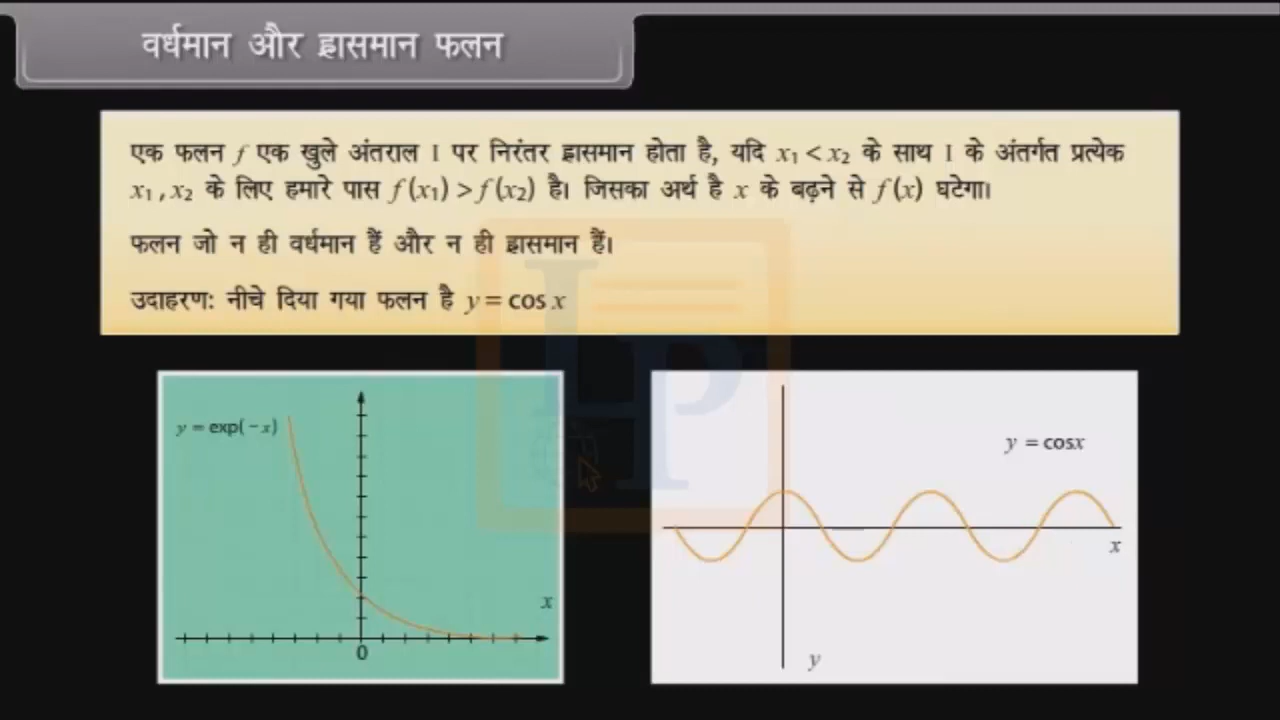 वर्धमान और ह्रासमान फलन
एक फलन f एक खुले अंतराल I पर निरंतर ह्रासमान होता है, यदि x₁ < x₂ के साथ I के अंतर्गत प्रत्येक
x₁ , x₂ के लिए हमारे पास f (x₁) > f (x₂) है। जिसका अर्थ है x के बढ़ने से f (x) घटेगा।
फलन जो न ही वर्धमान हैं और न ही ह्रासमान हैं।
उदाहरण: नीचे दिया गया फलन है y = cos x
y = exp(− x)
x
0
y = cosx
x
y